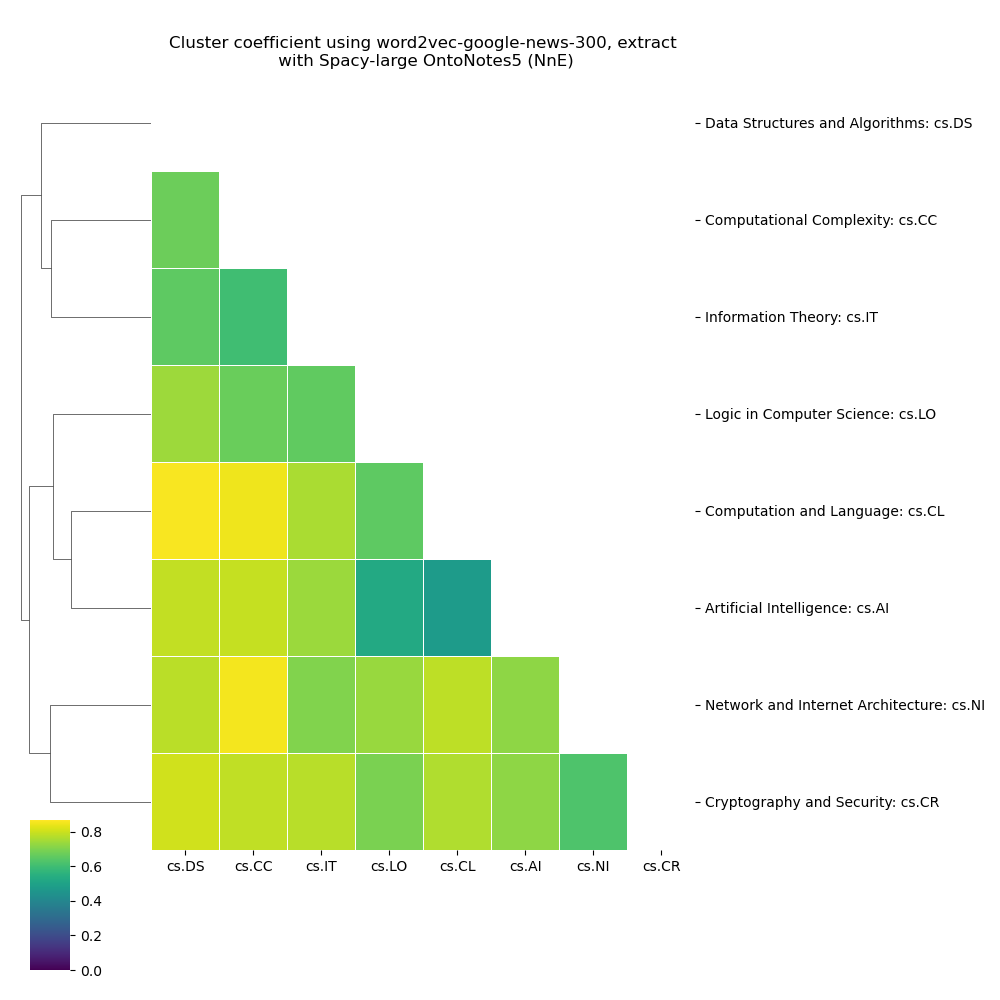 Cluster coefficient using word2vec-google-news-300, extract
with Spacy-large OntoNotes5 (NnE)
Data Structures and Algorithms: cs.DS
Computational Complexity: cs.CC
Information Theory: cs.IT
Logic in Computer Science: cs.LO
Computation and Language: cs.CL
Artificial Intelligence: cs.AI
Network and Internet Architecture: cs.NI
Cryptography and Security: cs.CR
cs.DS cs.CC cs.IT cs.LO cs.CL cs.AI cs.NI cs.CR
0.8
0.6
0.4
0.2
0.0